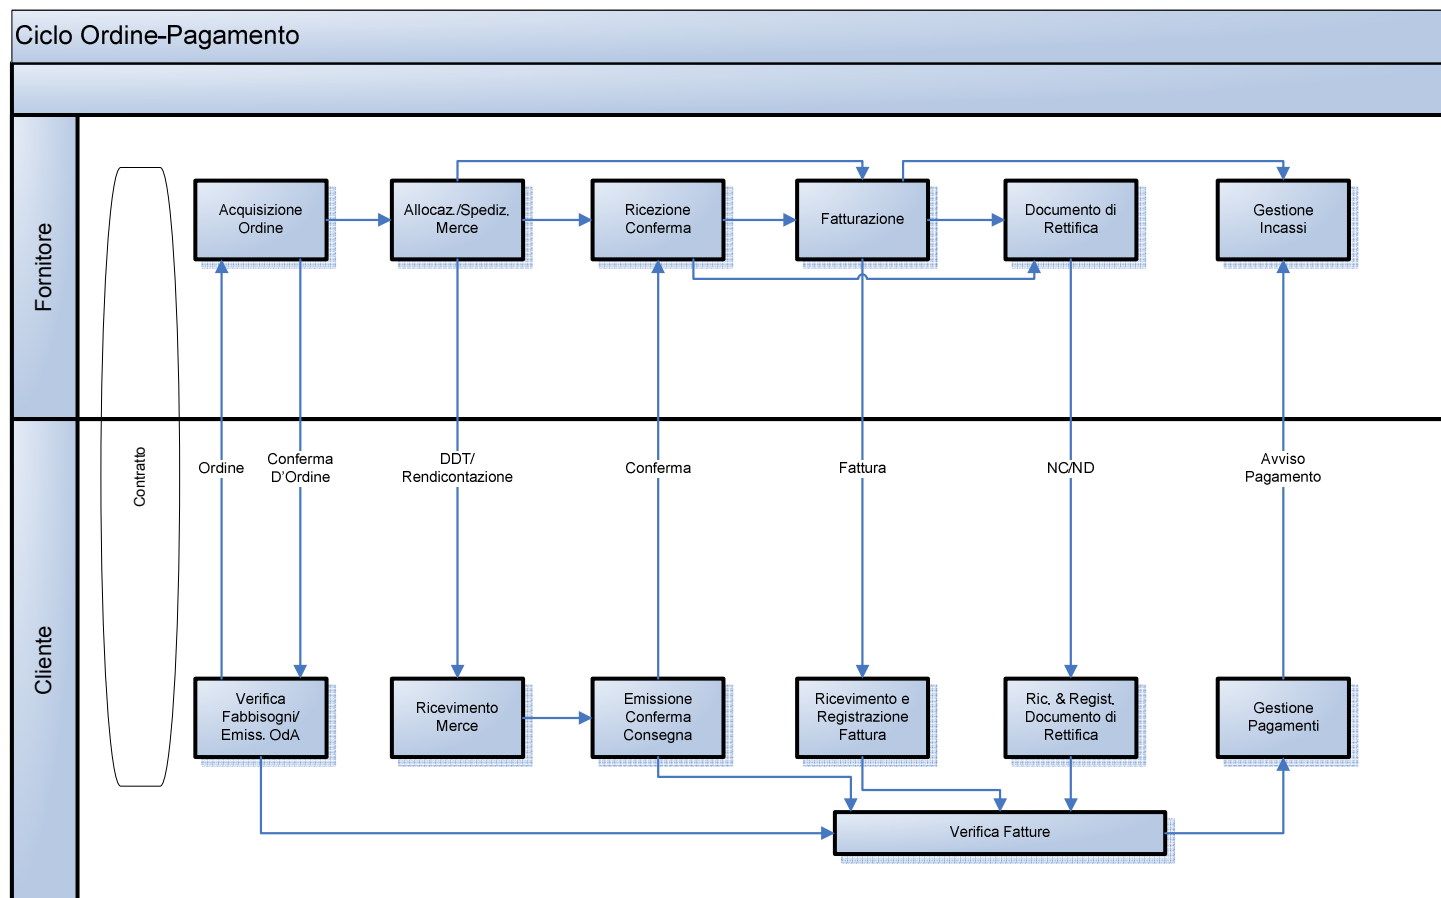 Ciclo Ordine-Pagamento
Fornitore
Acquisizione
Ordine
Allocaz./Spediz.
Merce
Ricezione
Conferma
Fatturazione
Documento di
Rettifica
Gestione
Incassi
Cliente
Contratto
Ordine
Conferma
D'Ordine
DDT/
Rendicontazione
Conferma
Fattura
NC/ND
Avviso
Pagamento
Verifica
Fabbisogni/
Emiss. OdA
Ricevimento
Merce
Emissione
Conferma
Consegna
Ricevimento e
Registrazione
Fattura
Ric. & Regist.
Documento di
Rettifica
Gestione
Pagamenti
Verifica Fatture